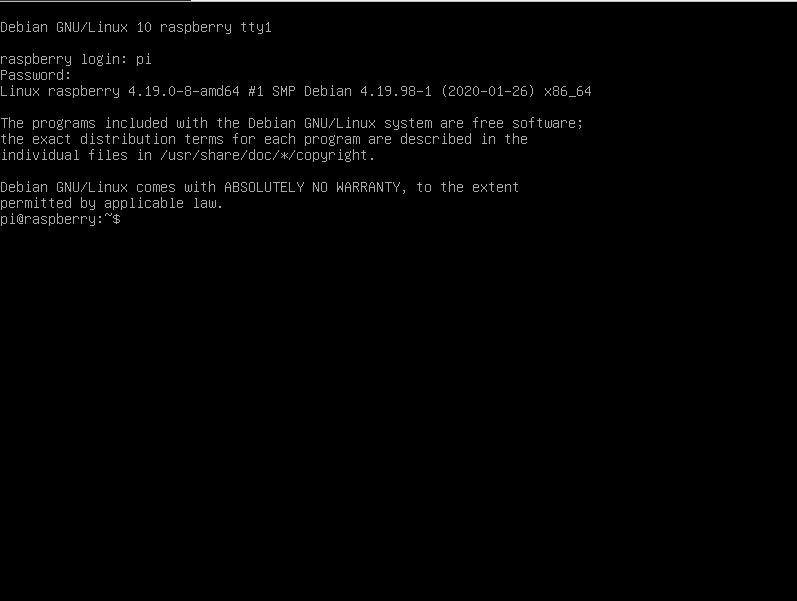 Debian GNU/Linux 10 raspberry tty1
raspberry login: pi
Password:
Linux raspberry 4.19.0-8-amd64 #1 SMP Debian 4.19.98-1 (2020-01-26) x86_64
The programs included with the Debian GNU/Linux system are free software;
the exact distribution terms for each program are described in the
individual files in /usr/share/doc/*/copyright.
Debian GNU/Linux comes with ABSOLUTELY NO WARRANTY, to the extent
permitted by applicable law.
pi@raspberry:~$